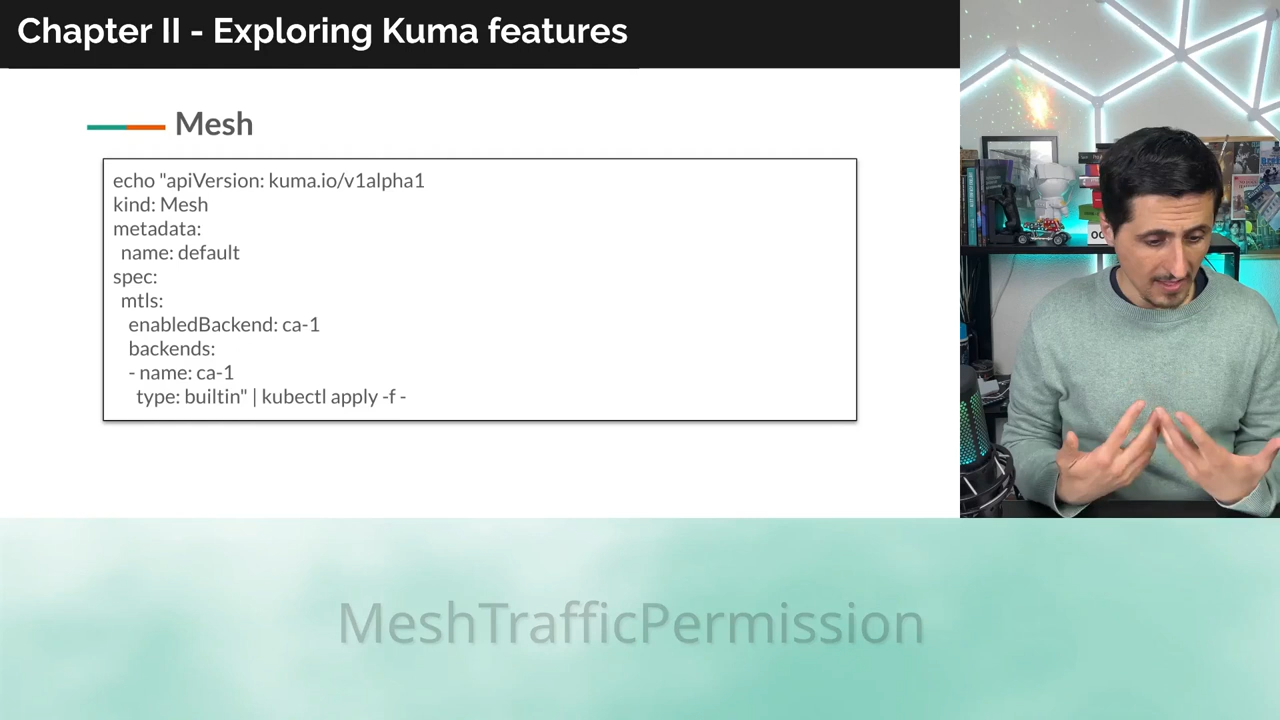 Chapter II - Exploring Kuma features
Mesh
echo "apiVersion: kuma.io/v1alpha1
kind: Mesh
metadata:
  name: default
spec:
  mtls:
    enabledBackend: ca-1
    backends:
    - name: ca-1
      type: builtin" | kubectl apply -f -
MeshTrafficPermission